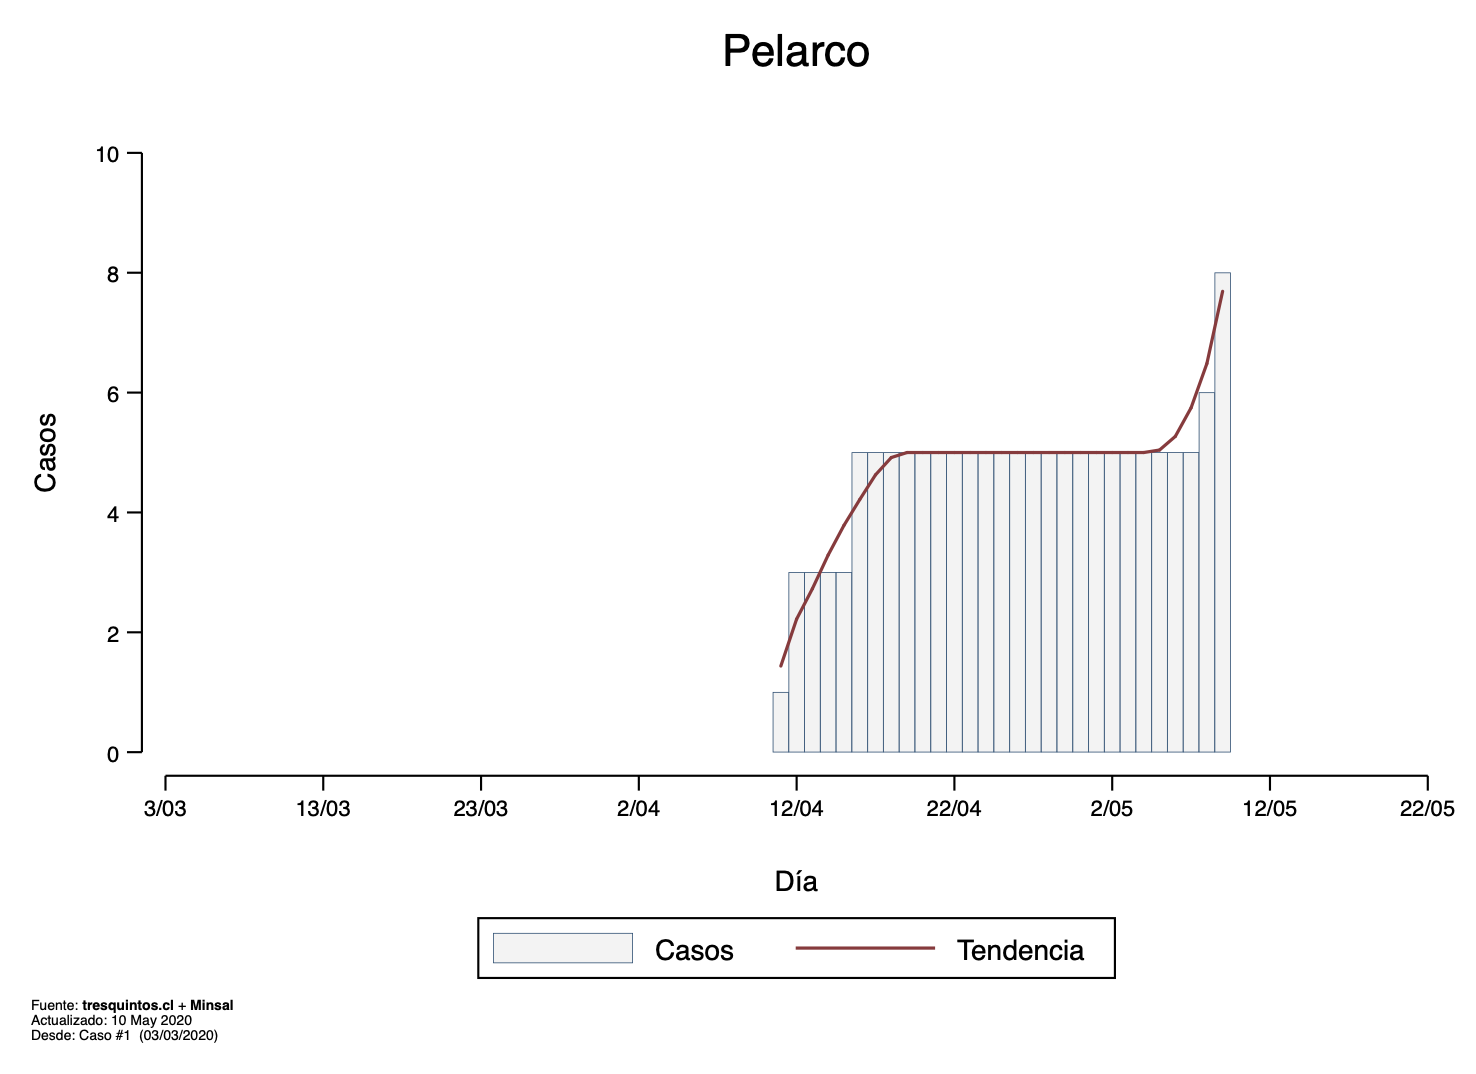 Pelarco
10
8
6
4
2
0
Casos
3/03 13/03 23/03 2/04 12/04 22/04 2/05 12/05 22/05
Día
Casos Tendencia
Fuente: tresquintos.cl + Minsal
Actualizado: 10 May 2020
Desde: Caso #1 (03/03/2020)